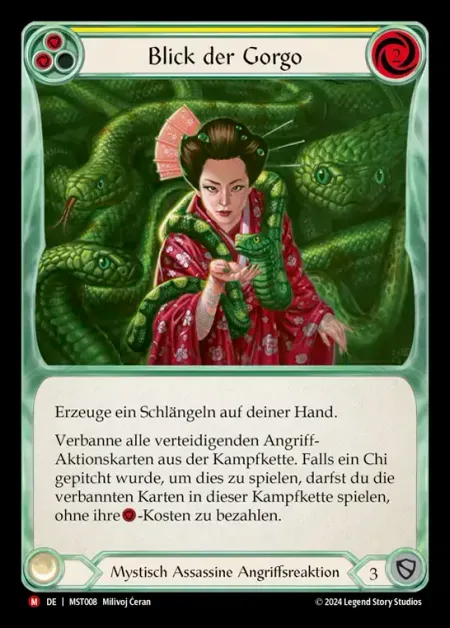 Blick der Gorgo
2
Erzeuge ein Schlängeln auf deiner Hand.
Verbanne alle verteidigenden Angriff-
Aktionskarten aus der Kampfkette. Falls ein Chi
gepitcht wurde, um dies zu spielen, darfst du die
verbannten Karten in dieser Kampfkette spielen,
ohne ihre -Kosten zu bezahlen.
Mystisch Assassine Angriffsreaktion
3
M DE | MST008 Milivoj Ćeran
© 2024 Legend Story Studios